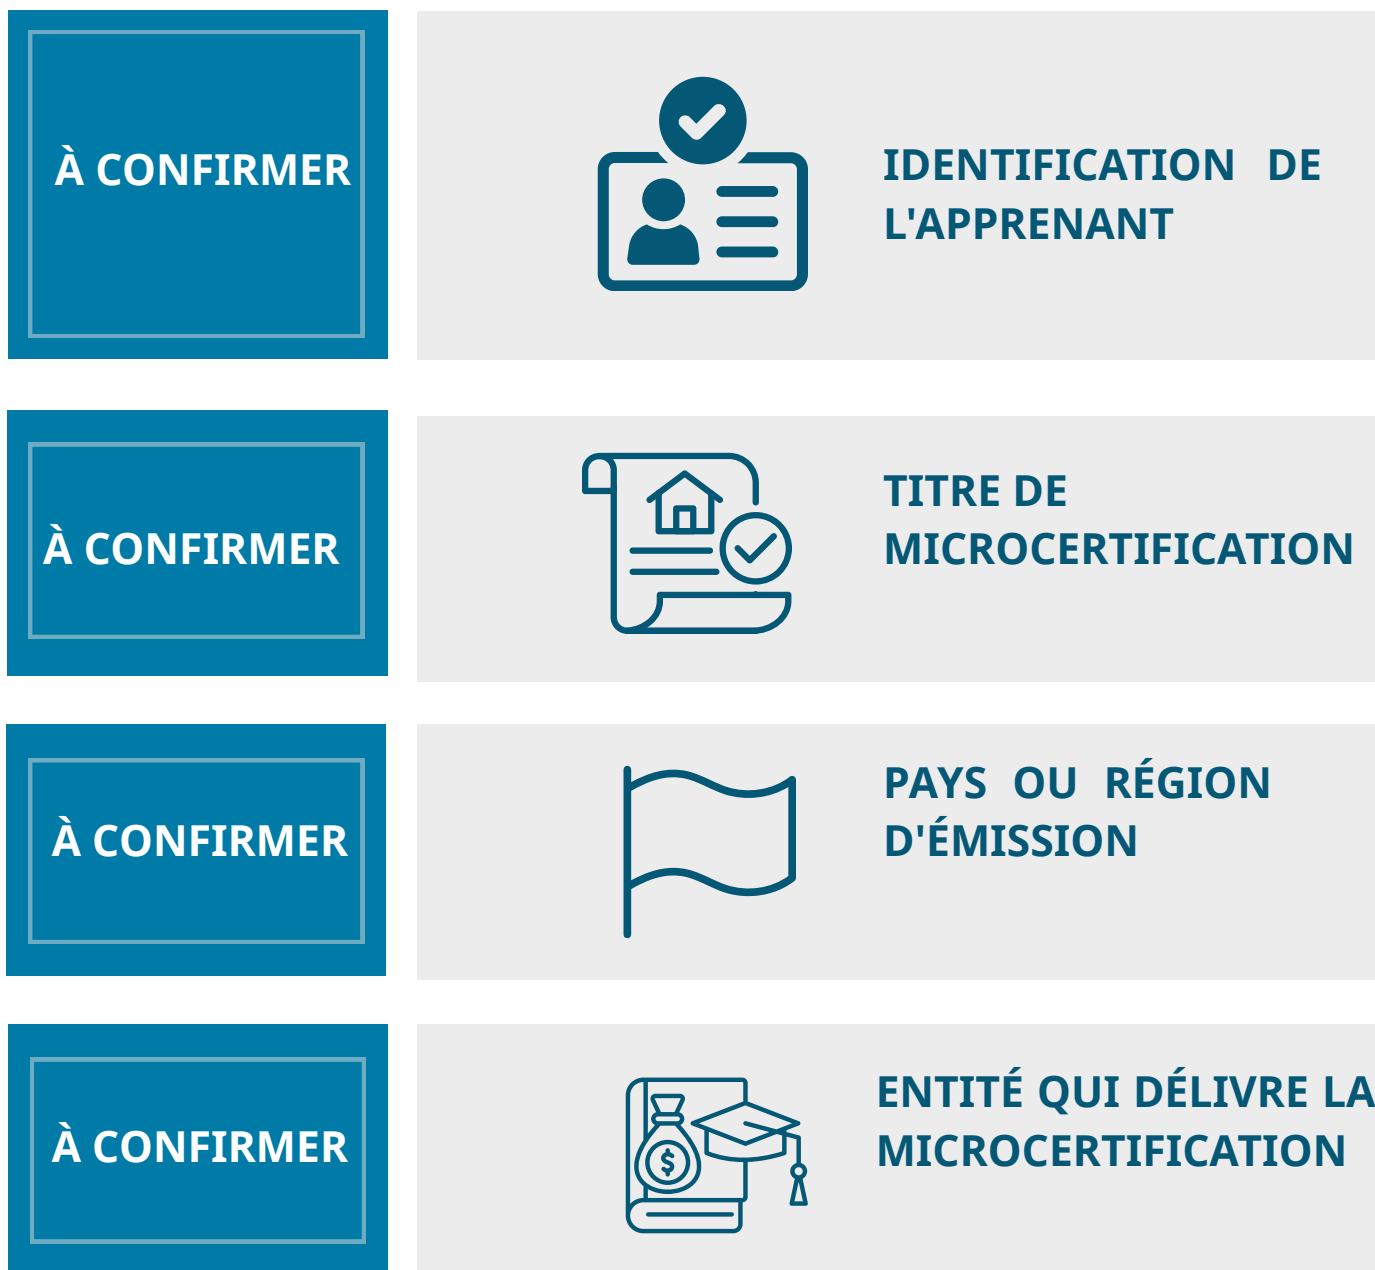 À CONFIRMER
IDENTIFICATION DE
L'APPRENANT
À CONFIRMER
TITRE DE
MICROCERTIFICATION
À CONFIRMER
PAYS OU RÉGION
D'ÉMISSION
À CONFIRMER
ENTITÉ QUI DÉLIVRE LA
MICROCERTIFICATION
$